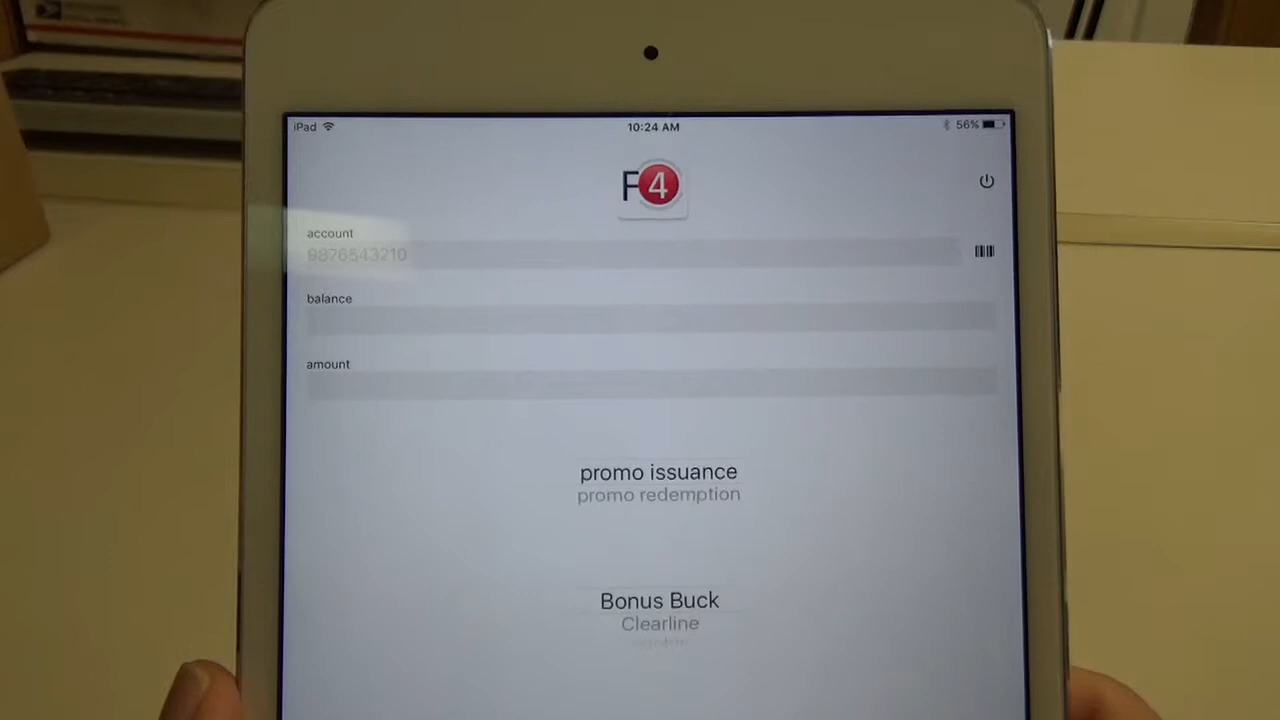 iPad 10:24 AM 56%
F4
account
9876543210
balance
amount
promo issuance
promo redemption
Bonus Buck
Clearline